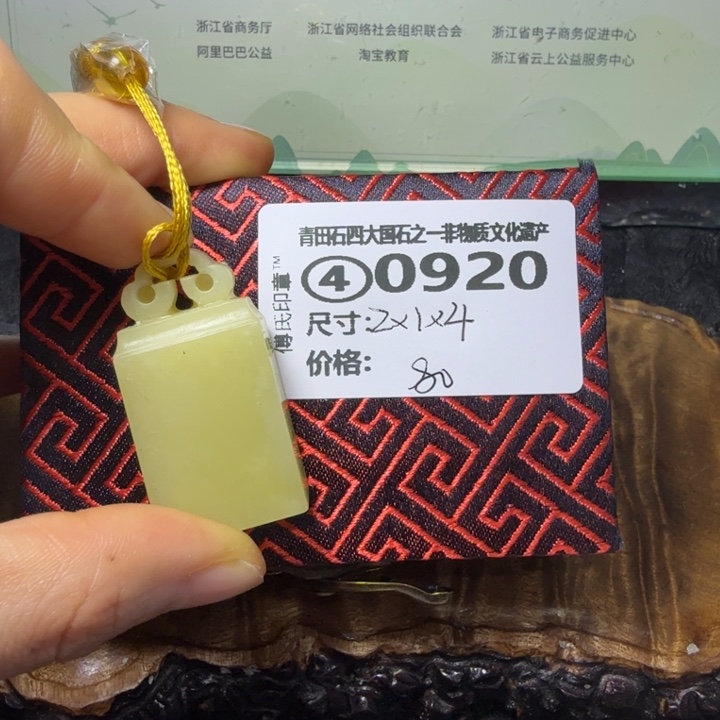 浙江省商务厅
浙江省网络社会组织联合会
浙江省电子商务促进中心
阿里巴巴公益
淘宝教育
浙江省云上公益服务中心
青田石四大国石之一非物质文化遗产
④0920
傅氏印章™
尺寸:2×1×4
价格:80